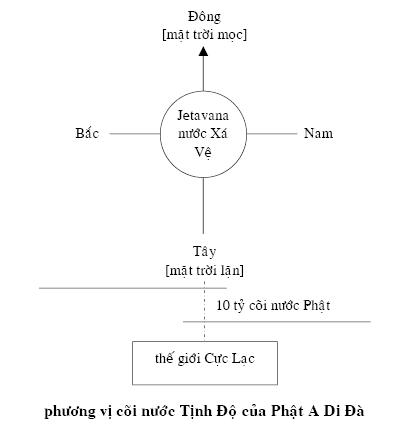 Đông
[mặt trời mọc]
Jetavana
nước Xá
Vệ
Bắc
Nam
Tây
[mặt trời lặn]
10 tỷ cõi nước Phật
thế giới Cực Lạc
phương vị cõi nước Tịnh Độ của Phật A Di Đà